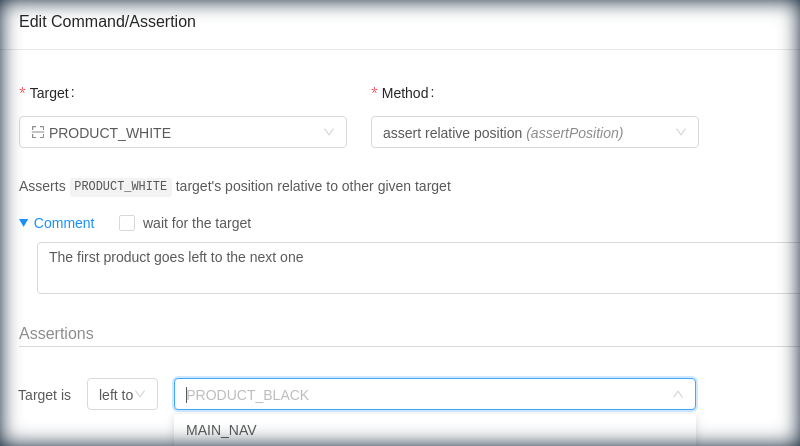 Edit Command/Assertion
* Target: * Method:
PRODUCT_WHITE assert relative position (assertPosition)
Asserts PRODUCT_WHITE target's position relative to other given target
Comment wait for the target
The first product goes left to the next one
Assertions
Target is left to PRODUCT_BLACK
MAIN_NAV